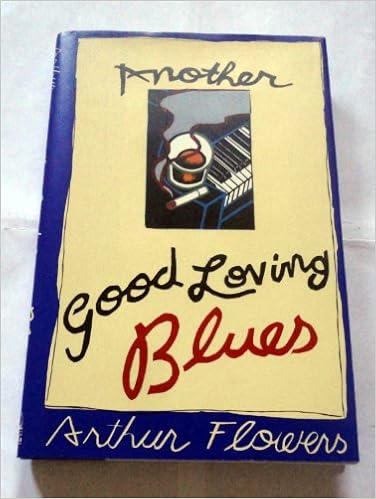 Another
Good Loving
Blues
Arthur Flowers